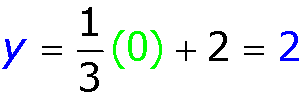 y = 1/3 (0) + 2 = 2